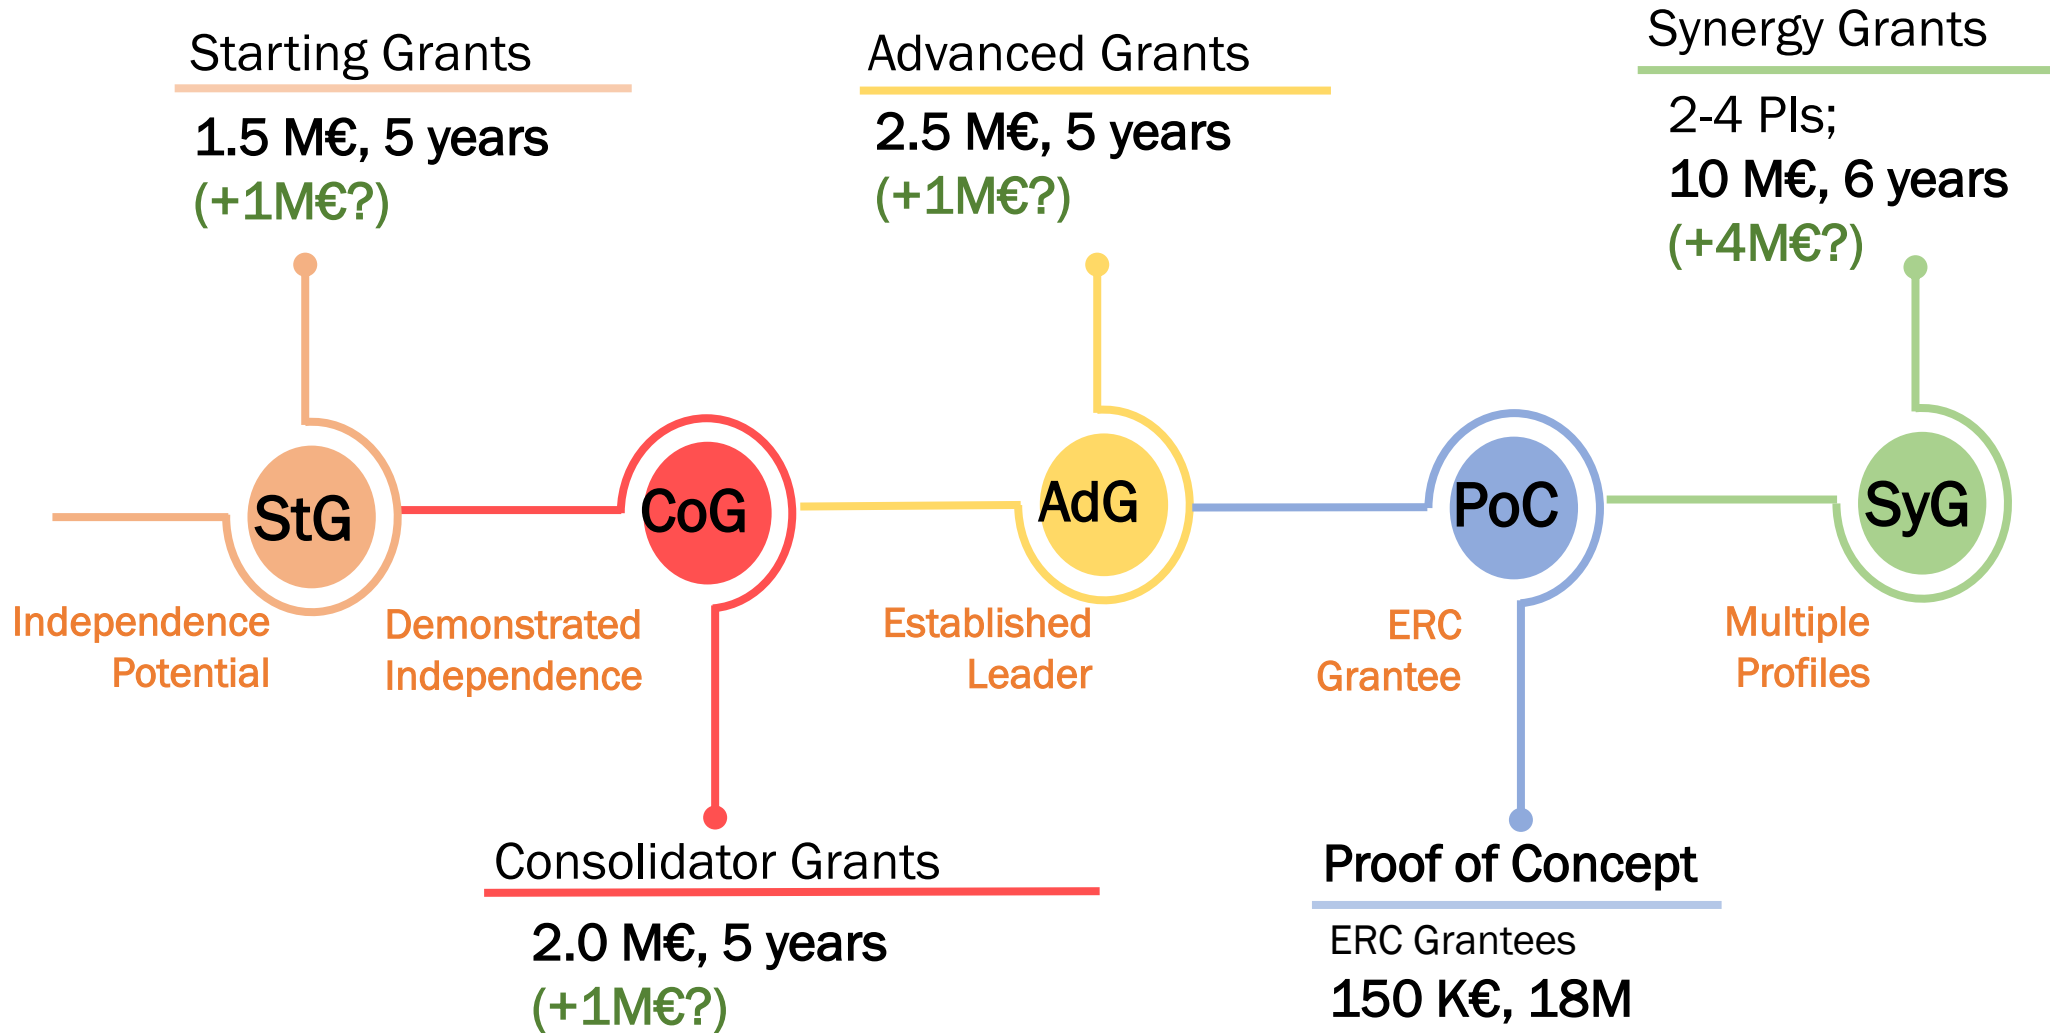 Starting Grants
1.5 M€, 5 years
(+1M€?)
Advanced Grants
2.5 M€, 5 years
(+1M€?)
Synergy Grants
2-4 PIs;
10 M€, 6 years
(+4M€?)
StG
CoG
AdG
PoC
SyG
Independence
Potential
Demonstrated
Independence
Established
Leader
ERC
Grantee
Multiple
Profiles
Consolidator Grants
2.0 M€, 5 years
(+1M€?)
Proof of Concept
ERC Grantees
150 K€, 18M